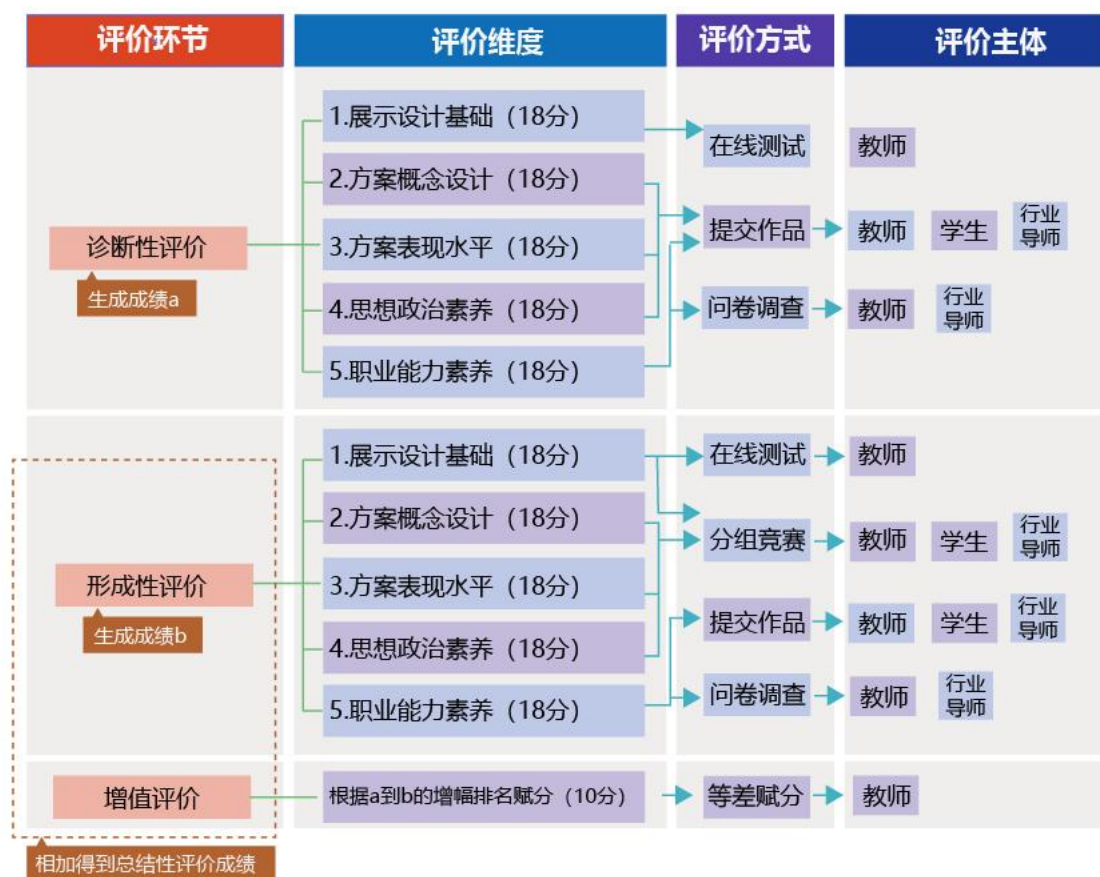 评价环节
评价维度
评价方式
评价主体
诊断性评价
生成成绩a
1.展示设计基础（18分）
2.方案概念设计（18分）
3.方案表现水平（18分）
4.思想政治素养（18分）
5.职业能力素养（18分）
在线测试
教师
提交作品
教师
学生
行业
导师
问卷调查
教师
行业
导师
形成性评价
生成成绩b
1.展示设计基础（18分）
2.方案概念设计（18分）
3.方案表现水平（18分）
4.思想政治素养（18分）
5.职业能力素养（18分）
在线测试
教师
分组竞赛
教师
学生
行业
导师
提交作品
教师
学生
行业
导师
问卷调查
教师
行业
导师
增值评价
根据a到b的增幅排名赋分（10分）
等差赋分
教师
相加得到总结性评价成绩